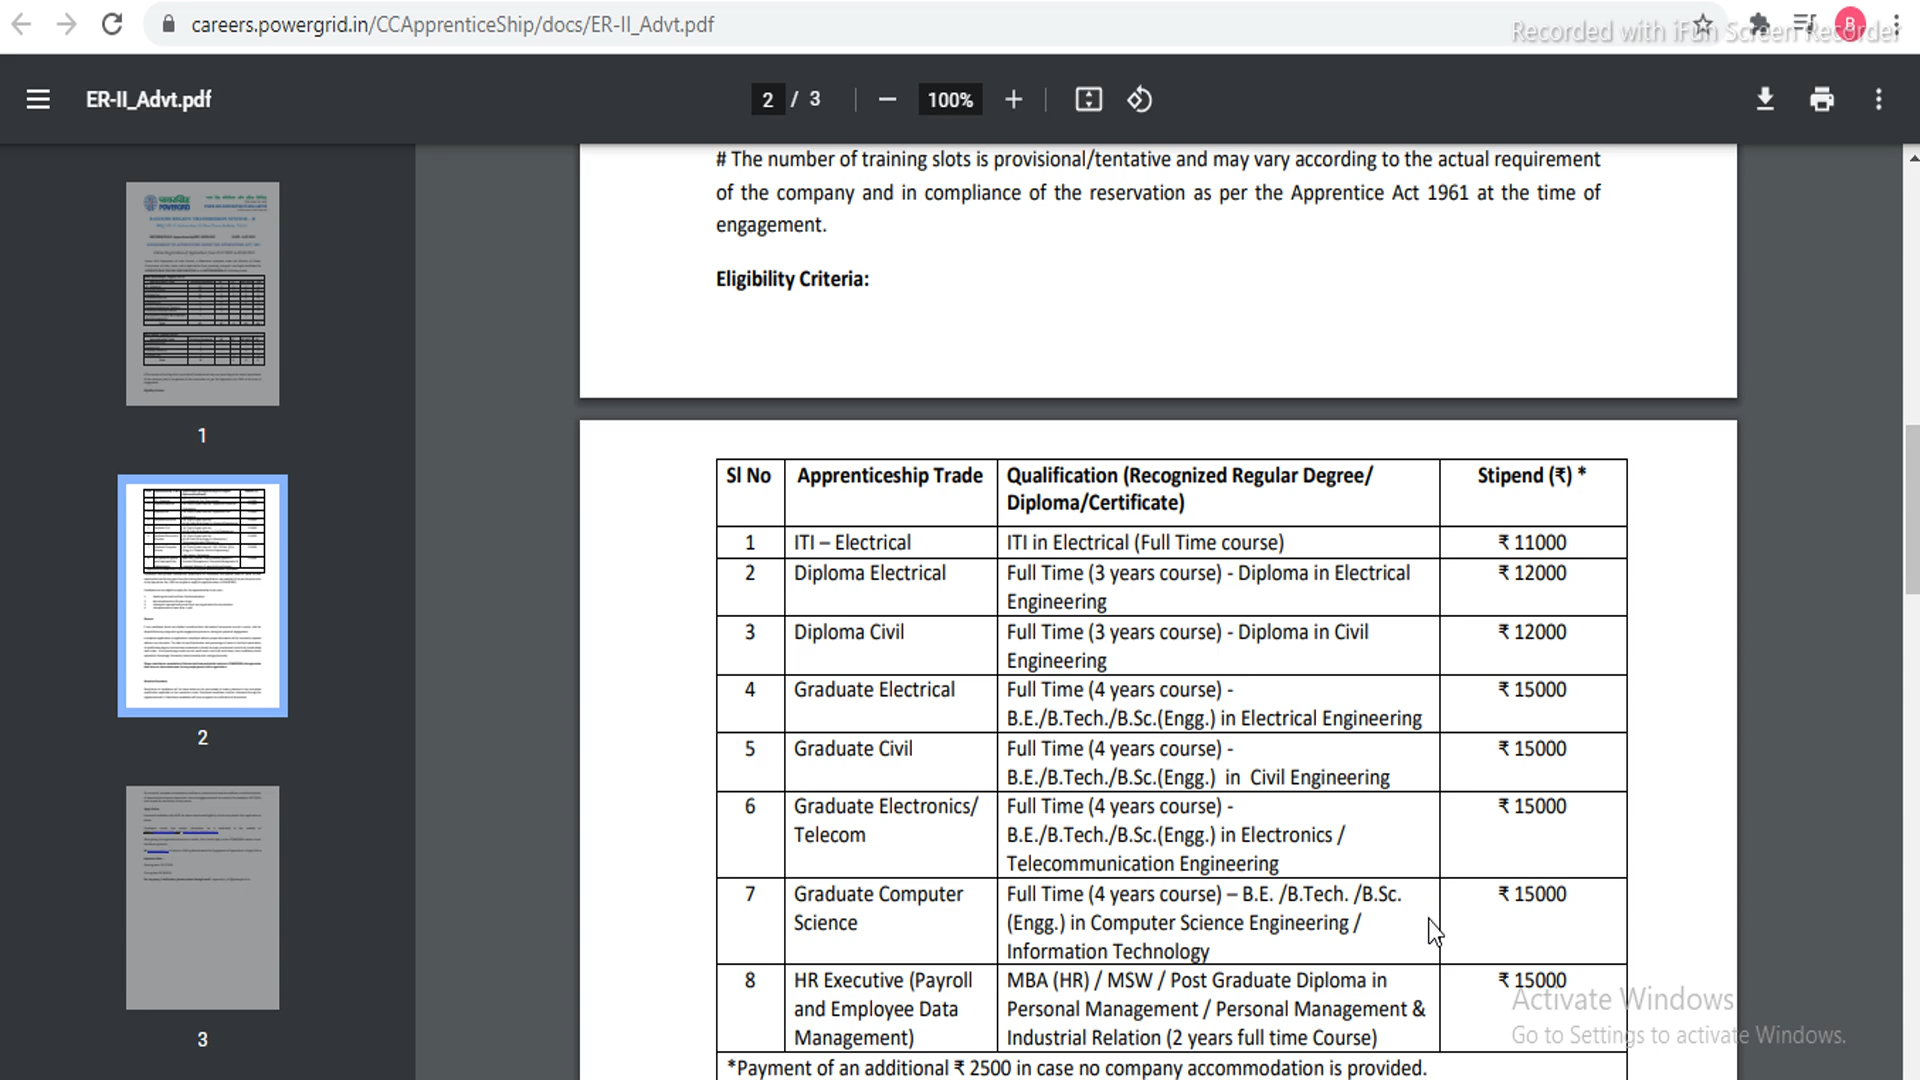 careers.powergrid.in/CCApprenticeShip/docs/ER-II_Advt.pdf
B
Recorded with iFun Screen Recorder
ER-II_Advt.pdf
2 / 3
100%
# The number of training slots is provisional/tentative and may vary according to the actual requirement
of the company and in compliance of the reservation as per the Apprentice Act 1961 at the time of
engagement.
Eligibility Criteria:
1
2
3
Sl No Apprenticeship Trade Qualification (Recognized Regular Degree/ Stipend (₹) *
Diploma/Certificate)
1 ITI – Electrical ITI in Electrical (Full Time course) ₹ 11000
2 Diploma Electrical Full Time (3 years course) - Diploma in Electrical ₹ 12000
Engineering
3 Diploma Civil Full Time (3 years course) - Diploma in Civil ₹ 12000
Engineering
4 Graduate Electrical Full Time (4 years course) - ₹ 15000
B.E./B.Tech./B.Sc.(Engg.) in Electrical Engineering
5 Graduate Civil Full Time (4 years course) - ₹ 15000
B.E./B.Tech./B.Sc.(Engg.) in Civil Engineering
6 Graduate Electronics/ Full Time (4 years course) - ₹ 15000
Telecom B.E./B.Tech./B.Sc.(Engg.) in Electronics /
Telecommunication Engineering
7 Graduate Computer Full Time (4 years course) – B.E. /B.Tech. /B.Sc. ₹ 15000
Science (Engg.) in Computer Science Engineering /
Information Technology
8 HR Executive (Payroll MBA (HR) / MSW / Post Graduate Diploma in ₹ 15000
and Employee Data Personal Management / Personal Management &
Management) Industrial Relation (2 years full time Course)
*Payment of an additional ₹ 2500 in case no company accommodation is provided.
Activate Windows
Go to Settings to activate Windows.